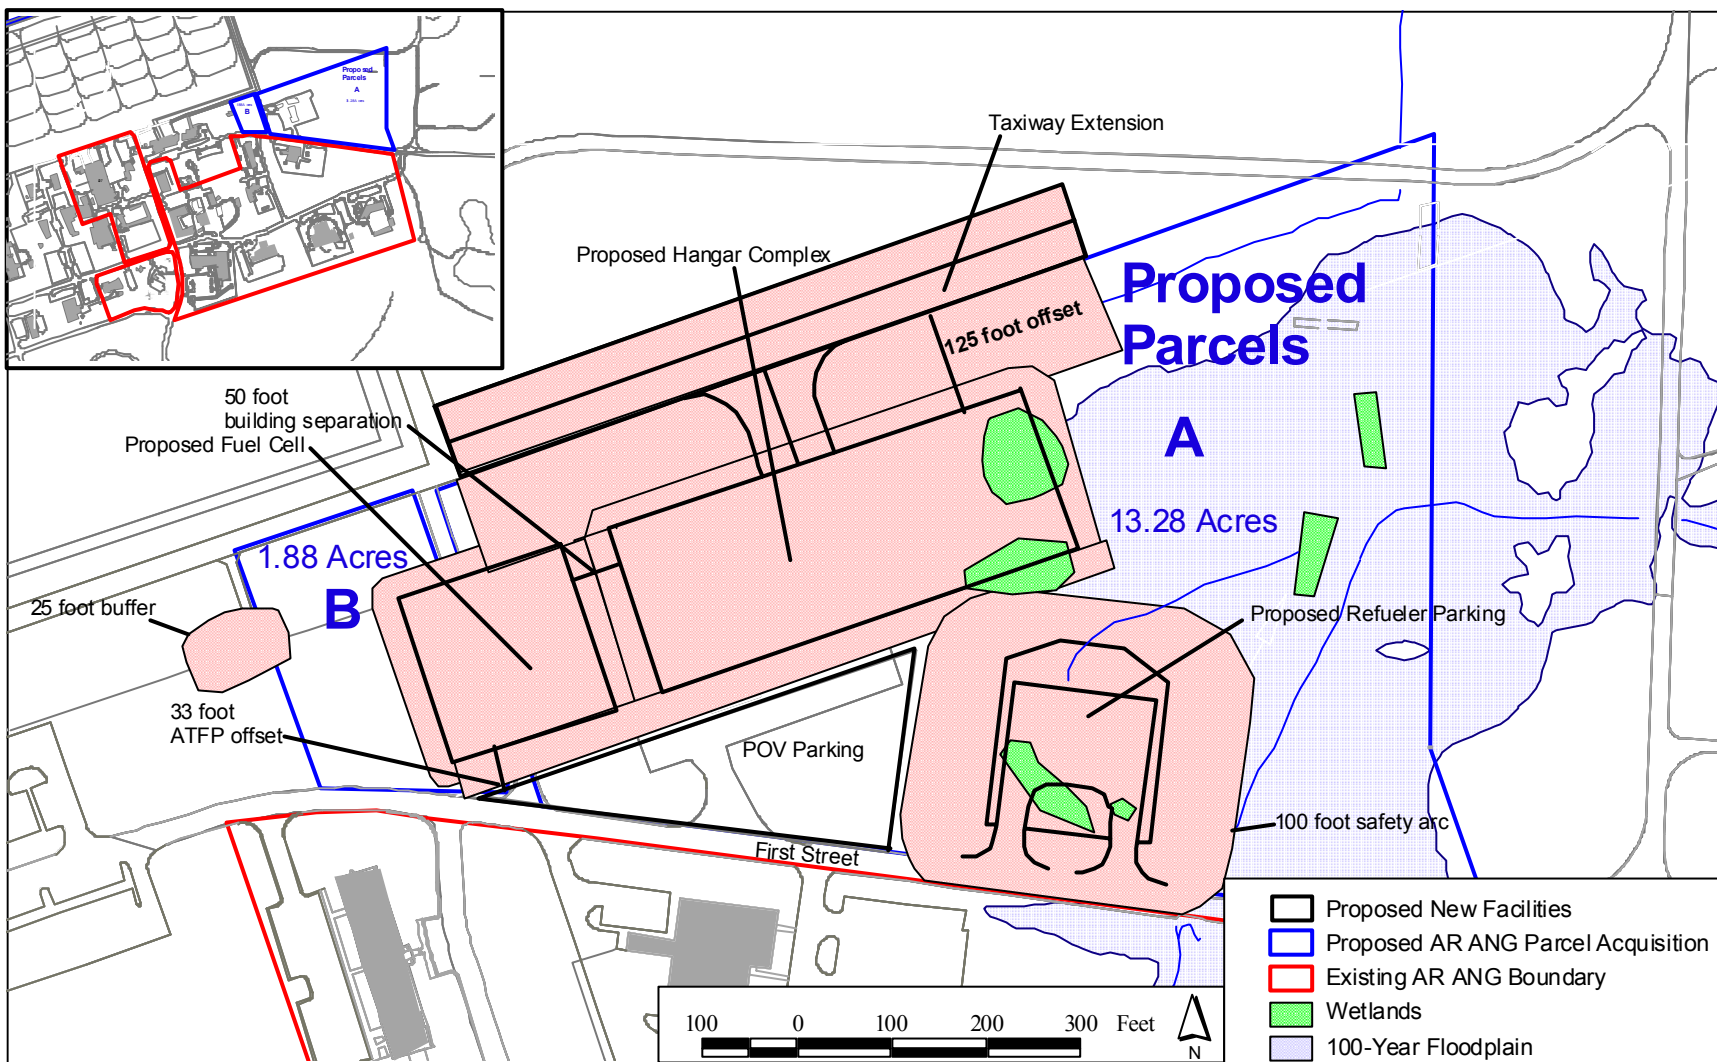 Proposed
Parcels
A
B
Taxiway Extension
Proposed Hangar Complex
125 foot offset
Proposed
Parcels
50 foot
building separation
Proposed Fuel Cell
A
13.28 Acres
1.88 Acres
B
25 foot buffer
Proposed Refueler Parking
33 foot
ATFP offset
POV Parking
100 foot safety arc
First Street
Proposed New Facilities
Proposed AR ANG Parcel Acquisition
Existing AR ANG Boundary
Wetlands
100-Year Floodplain
100 0 100 200 300 Feet
N